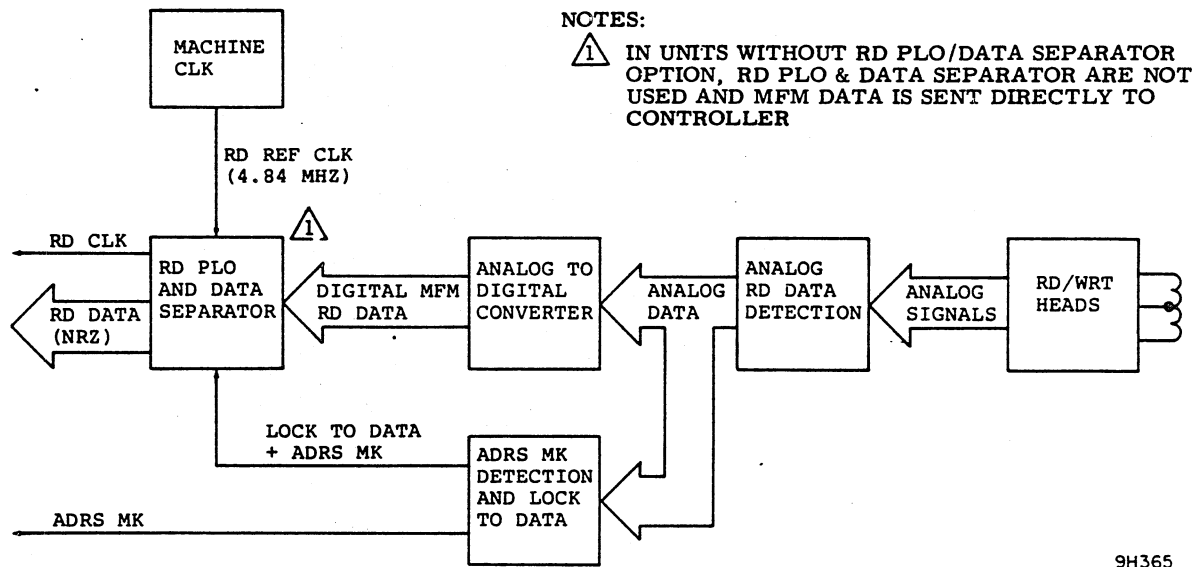 NOTES:
1 IN UNITS WITHOUT RD PLO/DATA SEPARATOR
OPTION, RD PLO & DATA SEPARATOR ARE NOT
USED AND MFM DATA IS SENT DIRECTLY TO
CONTROLLER
MACHINE
CLK
RD REF CLK
(4.84 MHZ)
1
RD CLK
RD DATA
(NRZ)
RD PLO
AND DATA
SEPARATOR
DIGITAL MFM
RD DATA
ANALOG TO
DIGITAL
CONVERTER
ANALOG
DATA
ANALOG
RD DATA
DETECTION
ANALOG
SIGNALS
RD/WRT
HEADS
LOCK TO DATA
+ ADRS MK
ADRS MK
DETECTION
AND LOCK
TO DATA
ADRS MK
9H365